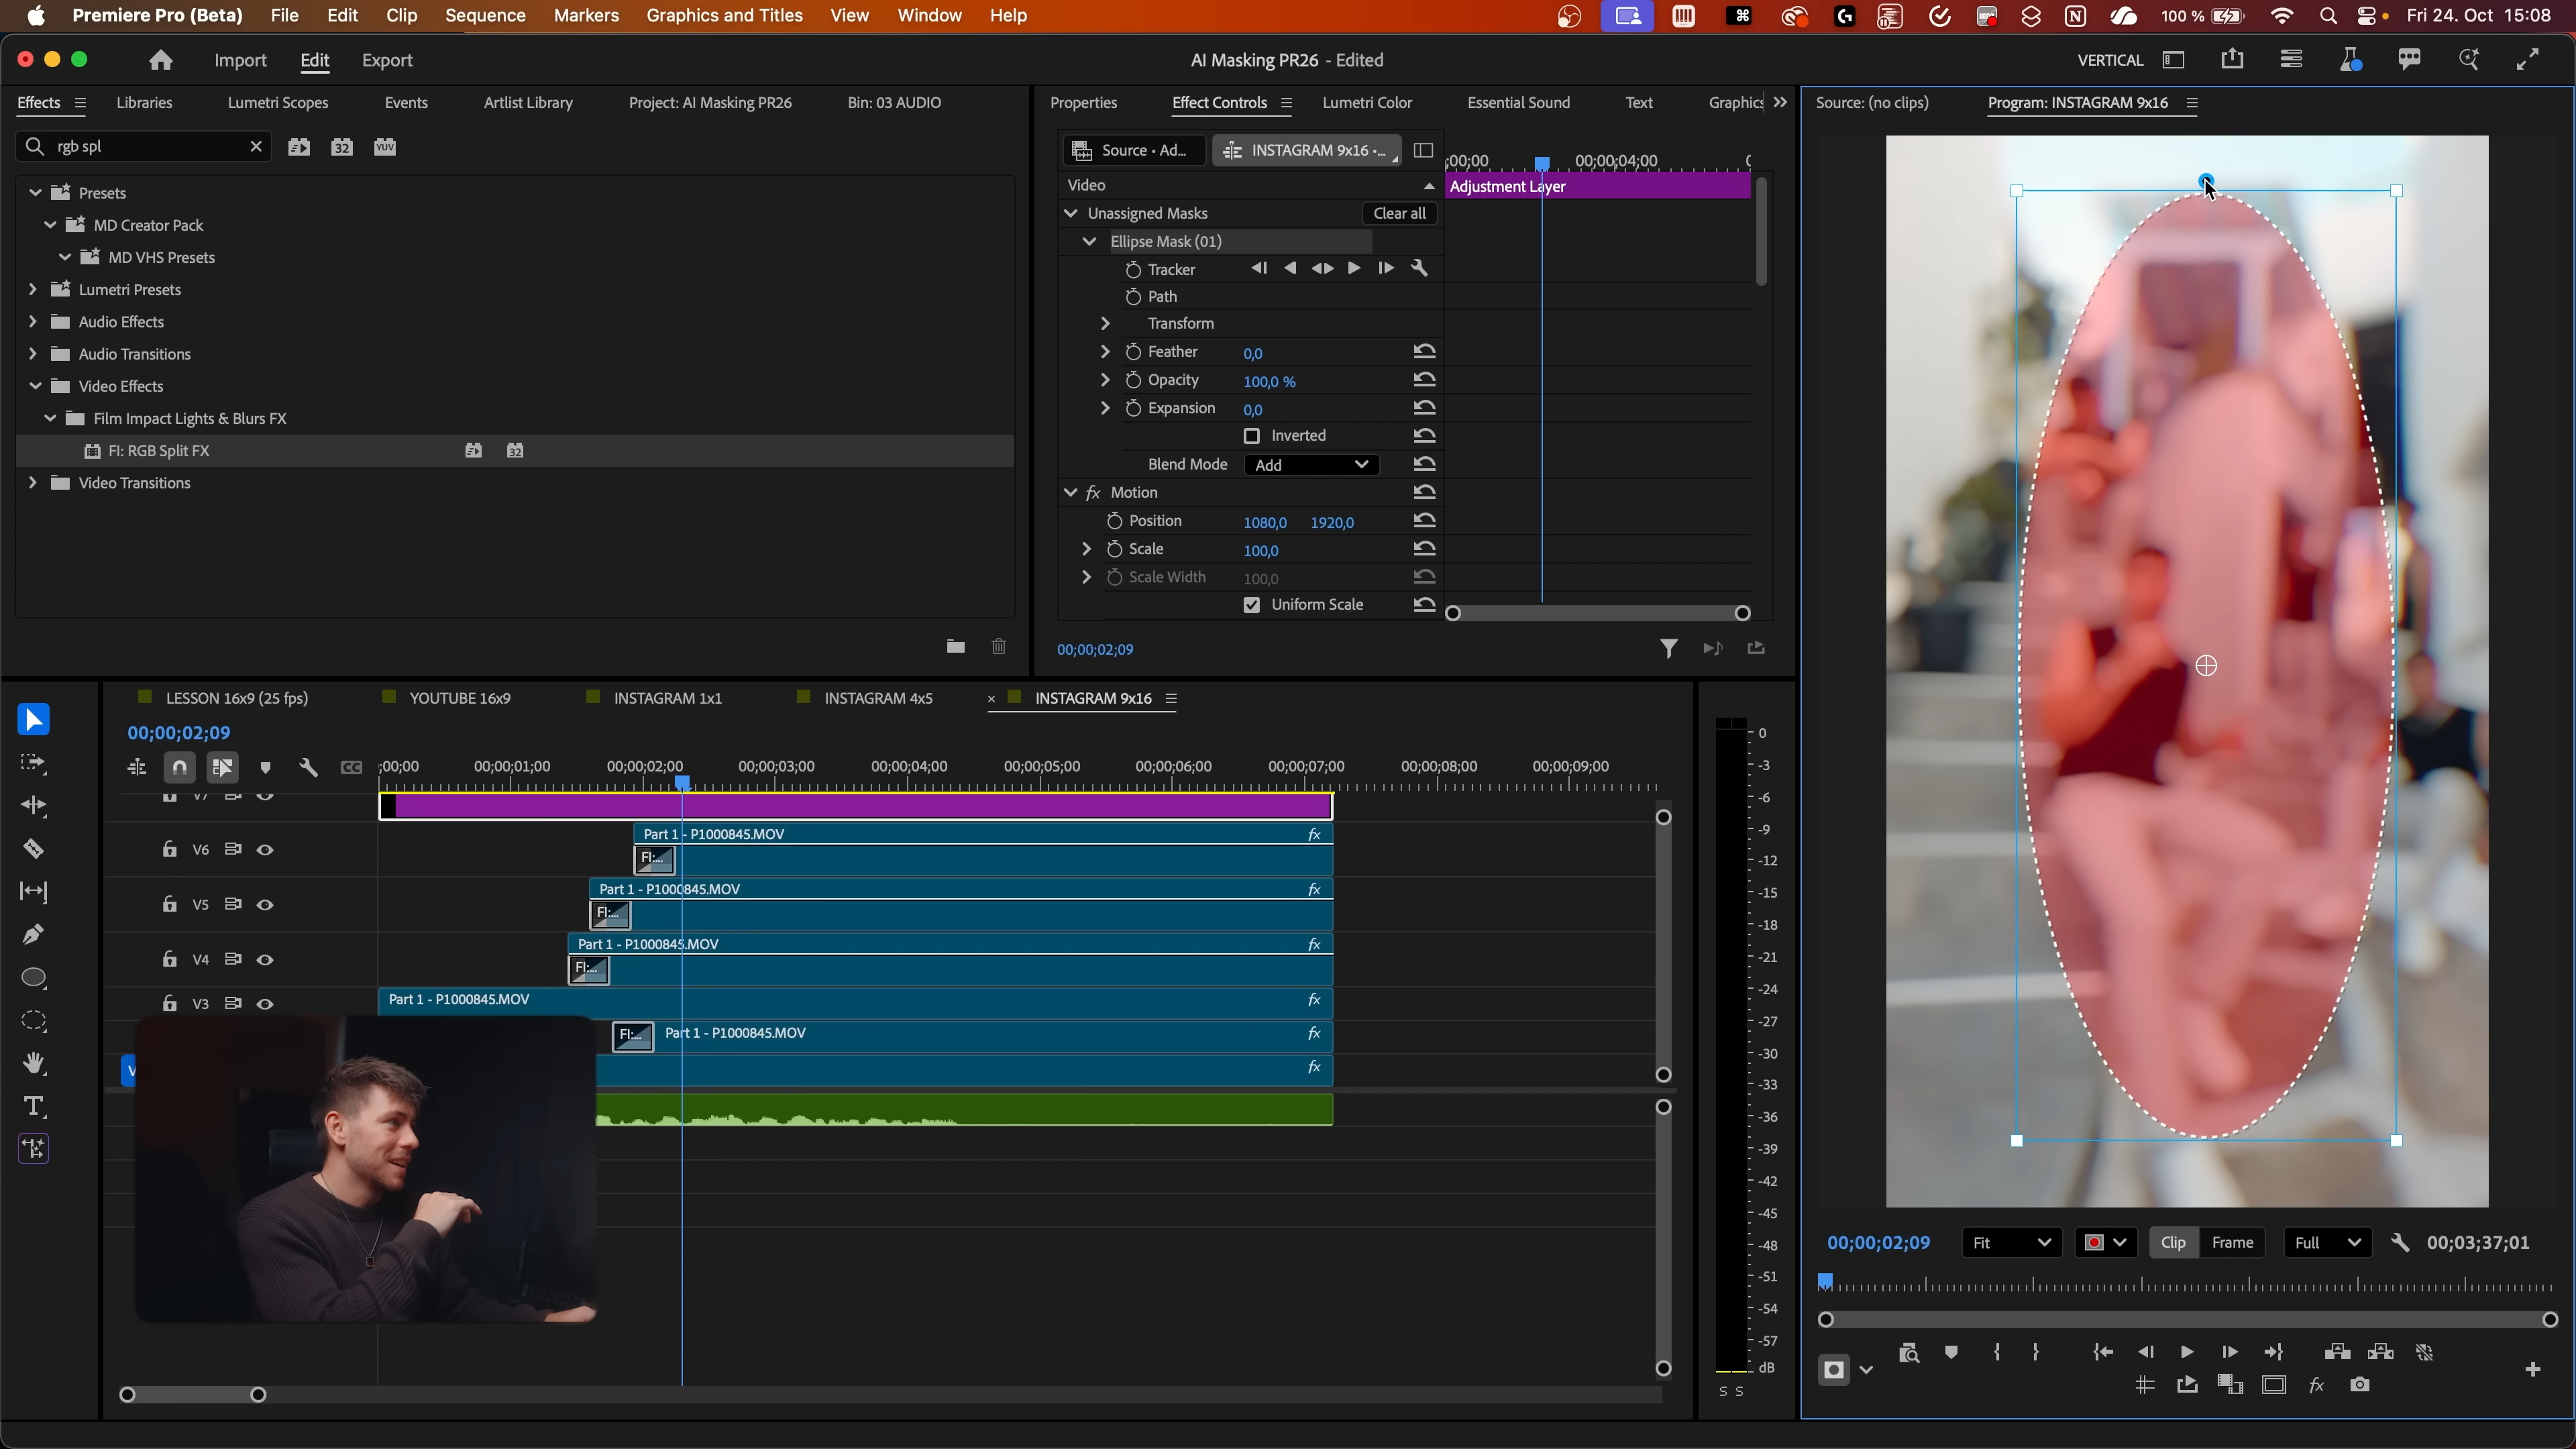 Premiere Pro (Beta) File Edit Clip Sequence Markers Graphics and Titles View Window Help 100 % Fri 24. Oct 15:08
Import Edit Export AI Masking PR26 - Edited VERTICAL
Effects Libraries Lumetri Scopes Events Artlist Library Project: AI Masking PR26 Bin: 03 AUDIO
rgb spl 32 YUV
Presets
MD Creator Pack
MD VHS Presets
Lumetri Presets
Audio Effects
Audio Transitions
Video Effects
Film Impact Lights & Blurs FX
FI: RGB Split FX 32
Video Transitions
Properties Effect Controls Lumetri Color Essential Sound Text Graphics
Source • Ad... INSTAGRAM 9x16 •... ;00;00 00;00;04;00 0
Video Adjustment Layer
Unassigned Masks Clear all
Ellipse Mask (01)
Tracker
Path
Transform
Feather 0,0
Opacity 100,0 %
Expansion 0,0
Inverted
Blend Mode Add
fx Motion
Position 1080,0 1920,0
Scale 100,0
Scale Width 100,0
Uniform Scale
00;00;02;09
Source: (no clips) Program: INSTAGRAM 9x16
00;00;02;09 Fit Clip Frame Full 00;03;37;01
fx
LESSON 16x9 (25 fps) YOUTUBE 16x9 INSTAGRAM 1x1 INSTAGRAM 4x5 × INSTAGRAM 9x16
00;00;02;09
CC ;00;00 00;00;01;00 00;00;02;00 00;00;03;00 00;00;04;00 00;00;05;00 00;00;06;00 00;00;07;00 00;00;08;00 00;00;09;00
V7
V6 Part 1 - P1000845.MOV fx
FI:...
V5 Part 1 - P1000845.MOV fx
FI:...
V4 Part 1 - P1000845.MOV fx
FI:...
V3 Part 1 - P1000845.MOV fx
FI:... Part 1 - P1000845.MOV fx
V fx
0
-3
-6
-9
-12
-15
-18
-21
-24
-27
-30
-33
-36
-39
-42
-45
-48
-51
-54
-57
dB
S S